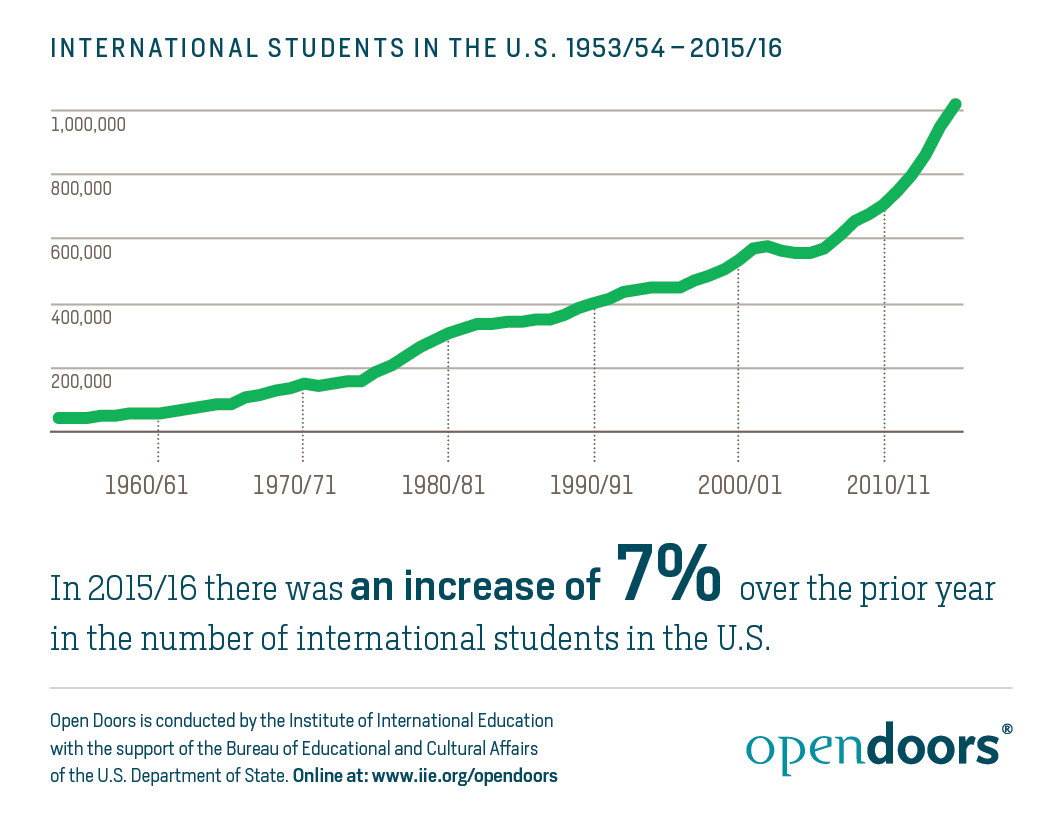 INTERNATIONAL STUDENTS IN THE U.S. 1953/54 – 2015/16
1,000,000
800,000
600,000
400,000
200,000
1960/61 1970/71 1980/81 1990/91 2000/01 2010/11
In 2015/16 there was an increase of 7% over the prior year
in the number of international students in the U.S.
Open Doors is conducted by the Institute of International Education
with the support of the Bureau of Educational and Cultural Affairs
of the U.S. Department of State. Online at: www.iie.org/opendoors
opendoors®